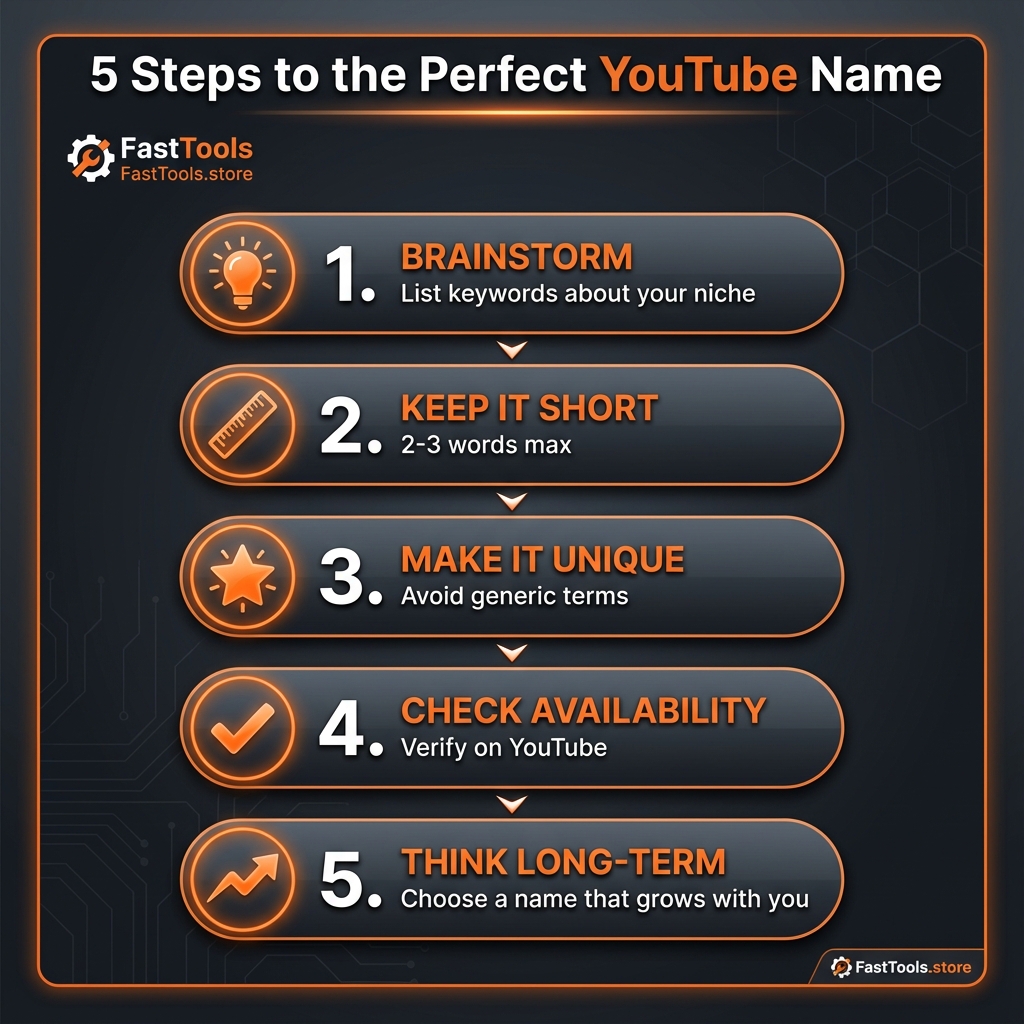 5 Steps to the Perfect YouTube Name
FastTools
FastTools.store
1. BRAINSTORM
List keywords about your niche
2. KEEP IT SHORT
2-3 words max
3. MAKE IT UNIQUE
Avoid generic terms
4. CHECK AVAILABILITY
Verify on YouTube
5. THINK LONG-TERM
Choose a name that grows with you
FastTools.store